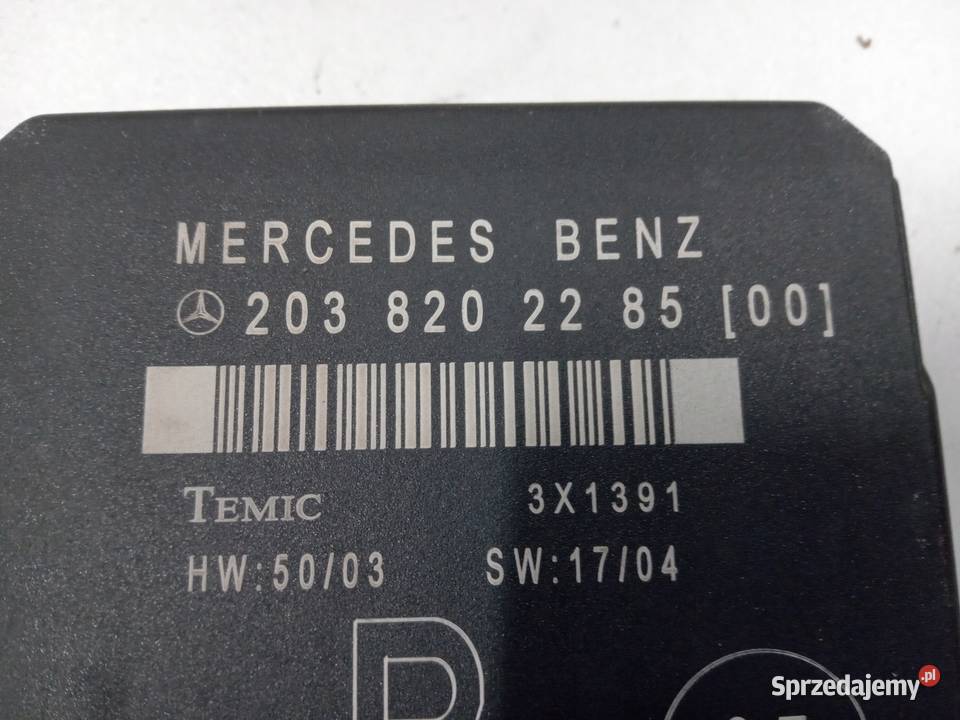 MERCEDES BENZ
203 820 22 85 [00]
TEMIC 3X1391
HW:50/03 SW:17/04
Sprzedajemy.pl